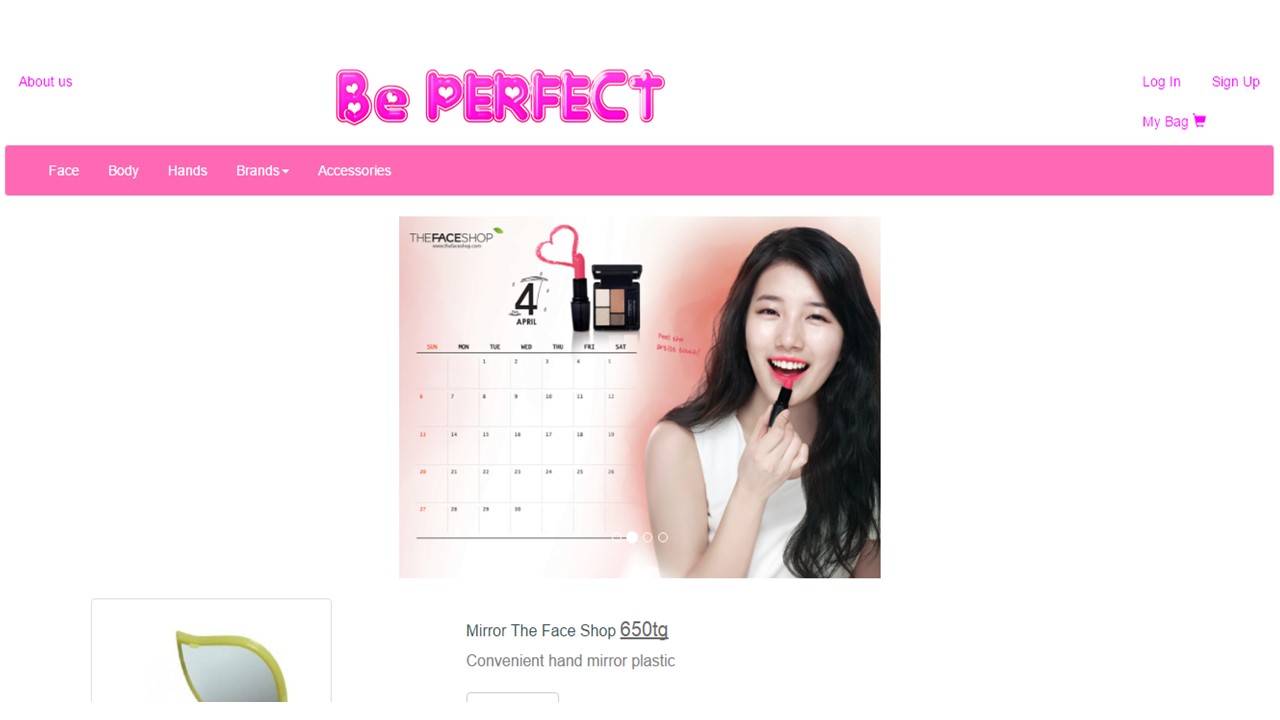 About us
Be PERFECT
Log In
Sign Up
My Bag
Face
Body
Hands
Brands
Accessories
THEFACESHOP
www.thefaceshop.com
4
APRIL
Feel the
artist touch!
SUN MON TUE WED THU FRI SAT
1 2 3 4 5
6 7 8 9 10 11 12
13 14 15 16 17 18 19
20 21 22 23 24 25 26
27 28 29 30
Mirror The Face Shop 650tg
Convenient hand mirror plastic